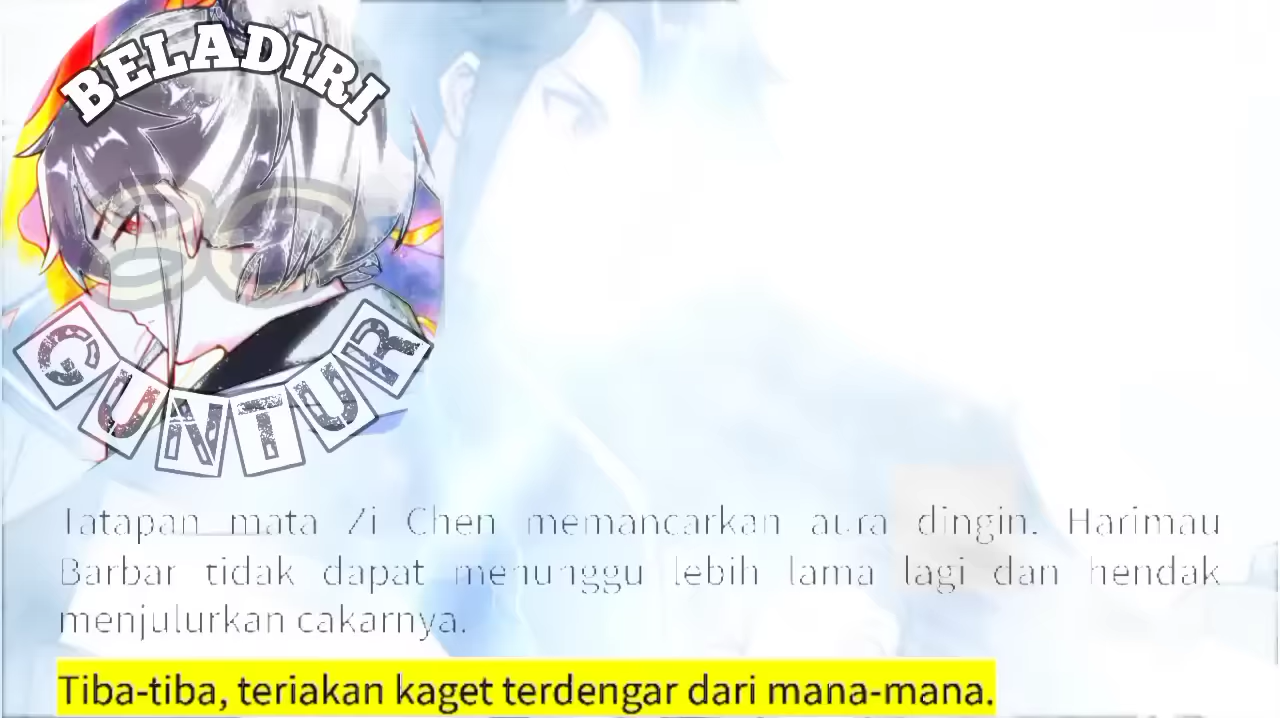 BELADIRI
GUNTUR
Tatapan mata Zi Chen memancarkan aura dingin. Harimau
Barbar tidak dapat menunggu lebih lama lagi dan hendak
menjulurkan cakarnya.
Tiba-tiba, teriakan kaget terdengar dari mana-mana.